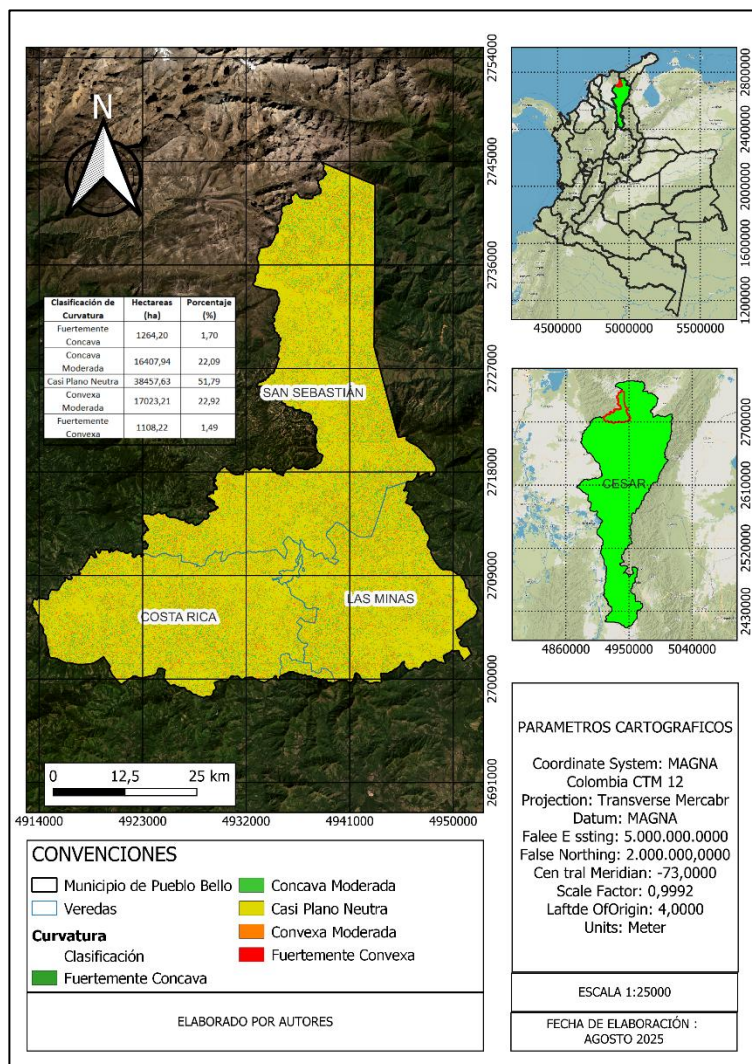 N
Clasificación de Curvatura Hectareas (ha) Porcentaje (%)
Fuertemente Concava 1264,20 1,70
Concava Moderada 16407,94 22,09
Casi Plano Neutra 38457,63 51,79
Convexa Moderada 17023,21 22,92
Fuertemente Convexa 1108,22 1,49
SAN SEBASTIÁN
LAS MINAS
COSTA RICA
0 12,5 25 km
2754000
2745000
2736000
2727000
2718000
2709000
2700000
2691000
4914000 4923000 4932000 4941000 4950000
2800000
2400000
2000000
1600000
1200000
4500000 5000000 5500000
CESAR
2700000
2610000
2520000
2430000
4860000 4950000 5040000
CONVENCIONES
Municipio de Pueblo Bello
Veredas
Curvatura
Clasificación
Fuertemente Concava
Concava Moderada
Casi Plano Neutra
Convexa Moderada
Fuertemente Convexa
ELABORADO POR AUTORES
PARAMETROS CARTOGRAFICOS
Coordinate System: MAGNA
Colombia CTM 12
Projection: Transverse Mercabr
Datum: MAGNA
Falee E ssting: 5.000.000.0000
False Northing: 2.000.000,0000
Cen tral Meridian: -73,0000
Scale Factor: 0,9992
Laftde OfOrigin: 4,0000
Units: Meter
ESCALA 1:25000
FECHA DE ELABORACIÓN :
AGOSTO 2025